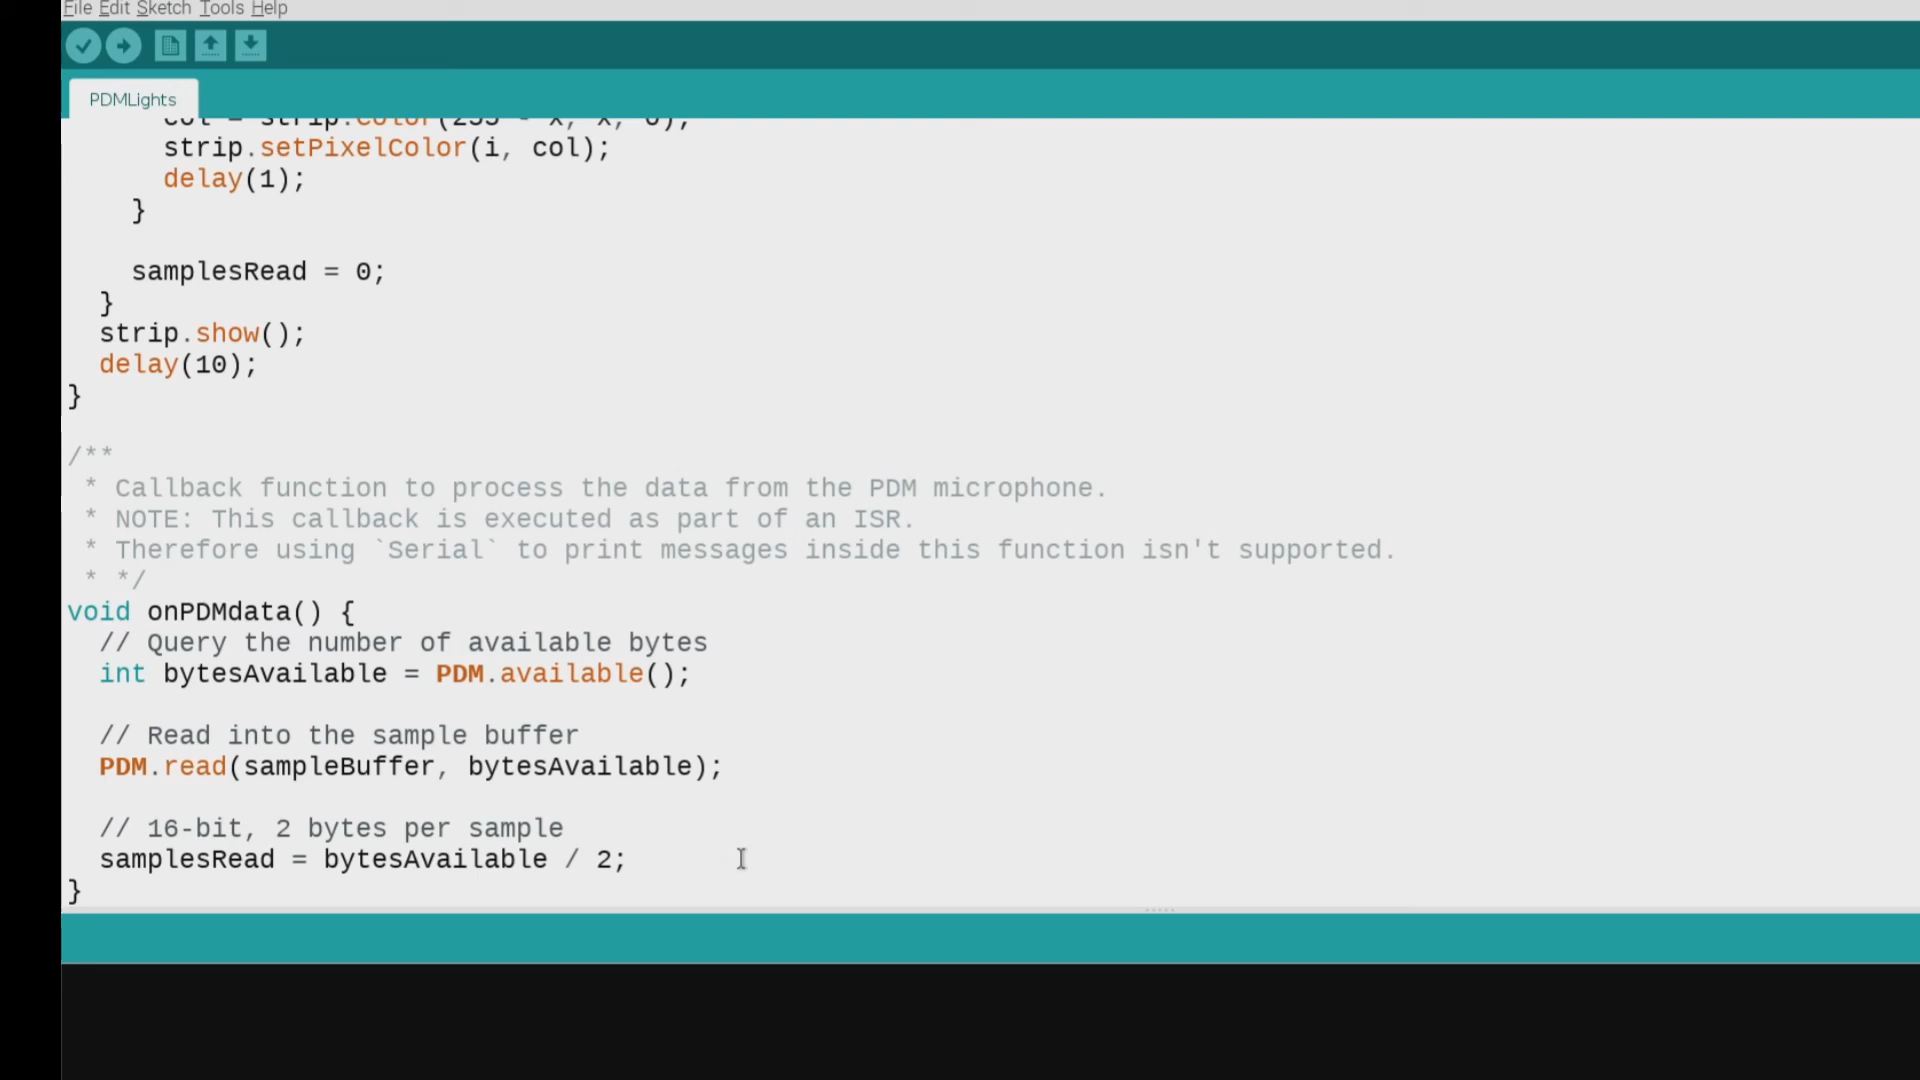 File Edit Sketch Tools Help
PDMLights
col = strip.Color(255 - x, x, 0);
strip.setPixelColor(i, col);
delay(1);
}
samplesRead = 0;
}
strip.show();
delay(10);
}
/**
* Callback function to process the data from the PDM microphone.
* NOTE: This callback is executed as part of an ISR.
* Therefore using `Serial` to print messages inside this function isn't supported.
* */
void onPDMdata() {
// Query the number of available bytes
int bytesAvailable = PDM.available();
// Read into the sample buffer
PDM.read(sampleBuffer, bytesAvailable);
// 16-bit, 2 bytes per sample
samplesRead = bytesAvailable / 2;
}